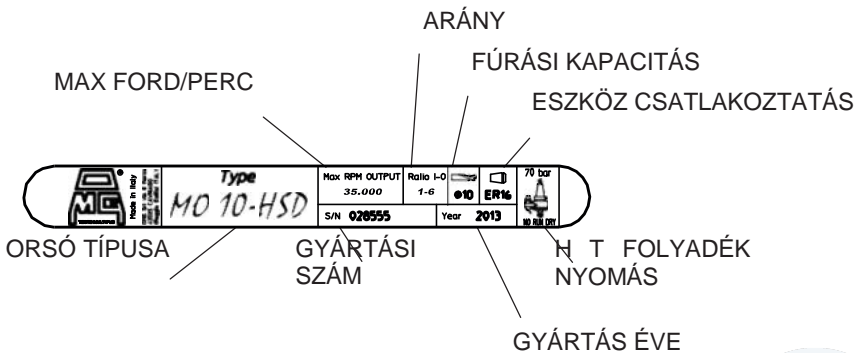 ARÁNY
FÚRÁSI KAPACITÁS
MAX FORD/PERC
ESZKÖZ CSATLAKOZTATÁS
Made in Italy
Type
MO 10-HSD
Max RPM OUTPUT
35.000
Ratio I-O
1-6
ø10
ER16
70 bar
NO RUN DRY
S/N 028555
Year 2013
ORSÓ TÍPUSA
GYÁRTÁSI
SZÁM
H T FOLYADÉK
NYOMÁS
GYÁRTÁS ÉVE